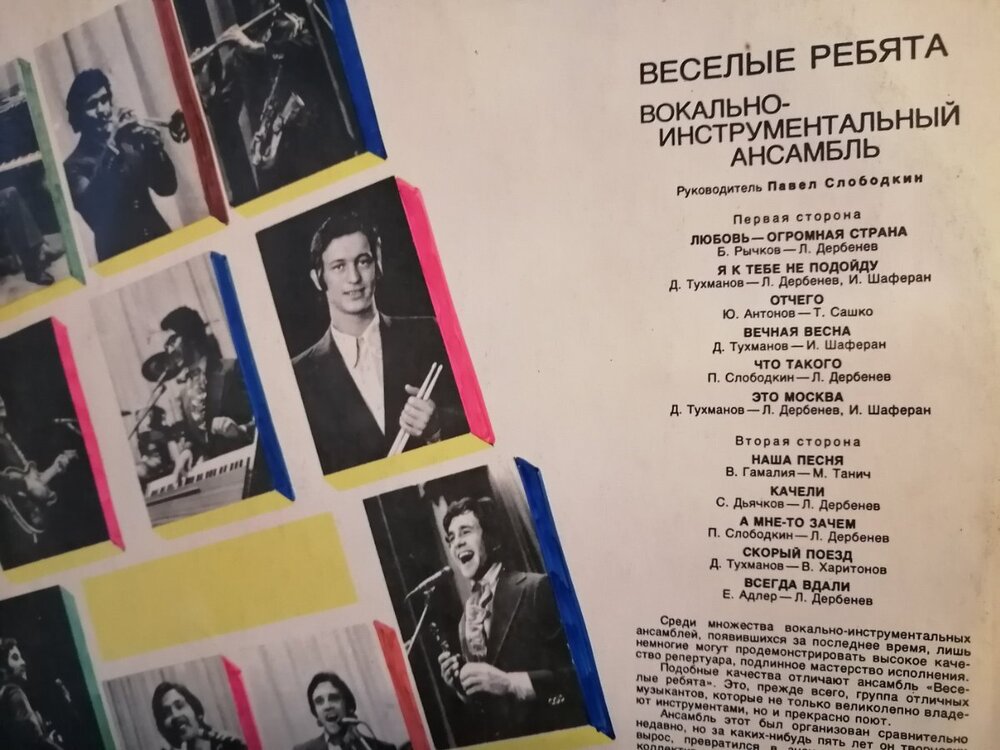 ВЕСЕЛЫЕ РЕБЯТА
ВОКАЛЬНО-
ИНСТРУМЕНТАЛЬНЫЙ
АНСАМБЛЬ
Руководитель Павел Слободкин
Первая сторона
ЛЮБОВЬ — ОГРОМНАЯ СТРАНА
Б. Рычков — Л. Дербенев
Я К ТЕБЕ НЕ ПОДОЙДУ
Д. Тухманов — Л. Дербенев, И. Шаферан
ОТЧЕГО
Ю. Антонов — Т. Сашко
ВЕЧНАЯ ВЕСНА
Д. Тухманов — И. Шаферан
ЧТО ТАКОГО
П. Слободкин — Л. Дербенев
ЭТО МОСКВА
Д. Тухманов — Л. Дербенев, И. Шаферан
Вторая сторона
НАША ПЕСНЯ
В. Гамалия — М. Танич
КАЧЕЛИ
С. Дьячков — Л. Дербенев
А МНЕ-ТО ЗАЧЕМ
П. Слободкин — Л. Дербенев
СКОРЫЙ ПОЕЗД
Д. Тухманов — В. Харитонов
ВСЕГДА ВДАЛИ
Е. Адлер — Л. Дербенев
Среди множества вокально-инструментальных
ансамблей, появившихся за последнее время, лишь
немногие могут продемонстрировать высокое каче-
ство репертуара, подлинное мастерство исполнения.
Подобные качества отличают ансамбль «Весе-
лые ребята». Это, прежде всего, группа отличных
музыкантов, которые не только великолепно владе-
ют инструментами, но и прекрасно поют.
Ансамбль этот был организован сравнительно
недавно, но за каких-нибудь пять лет он
вырос, превратился в